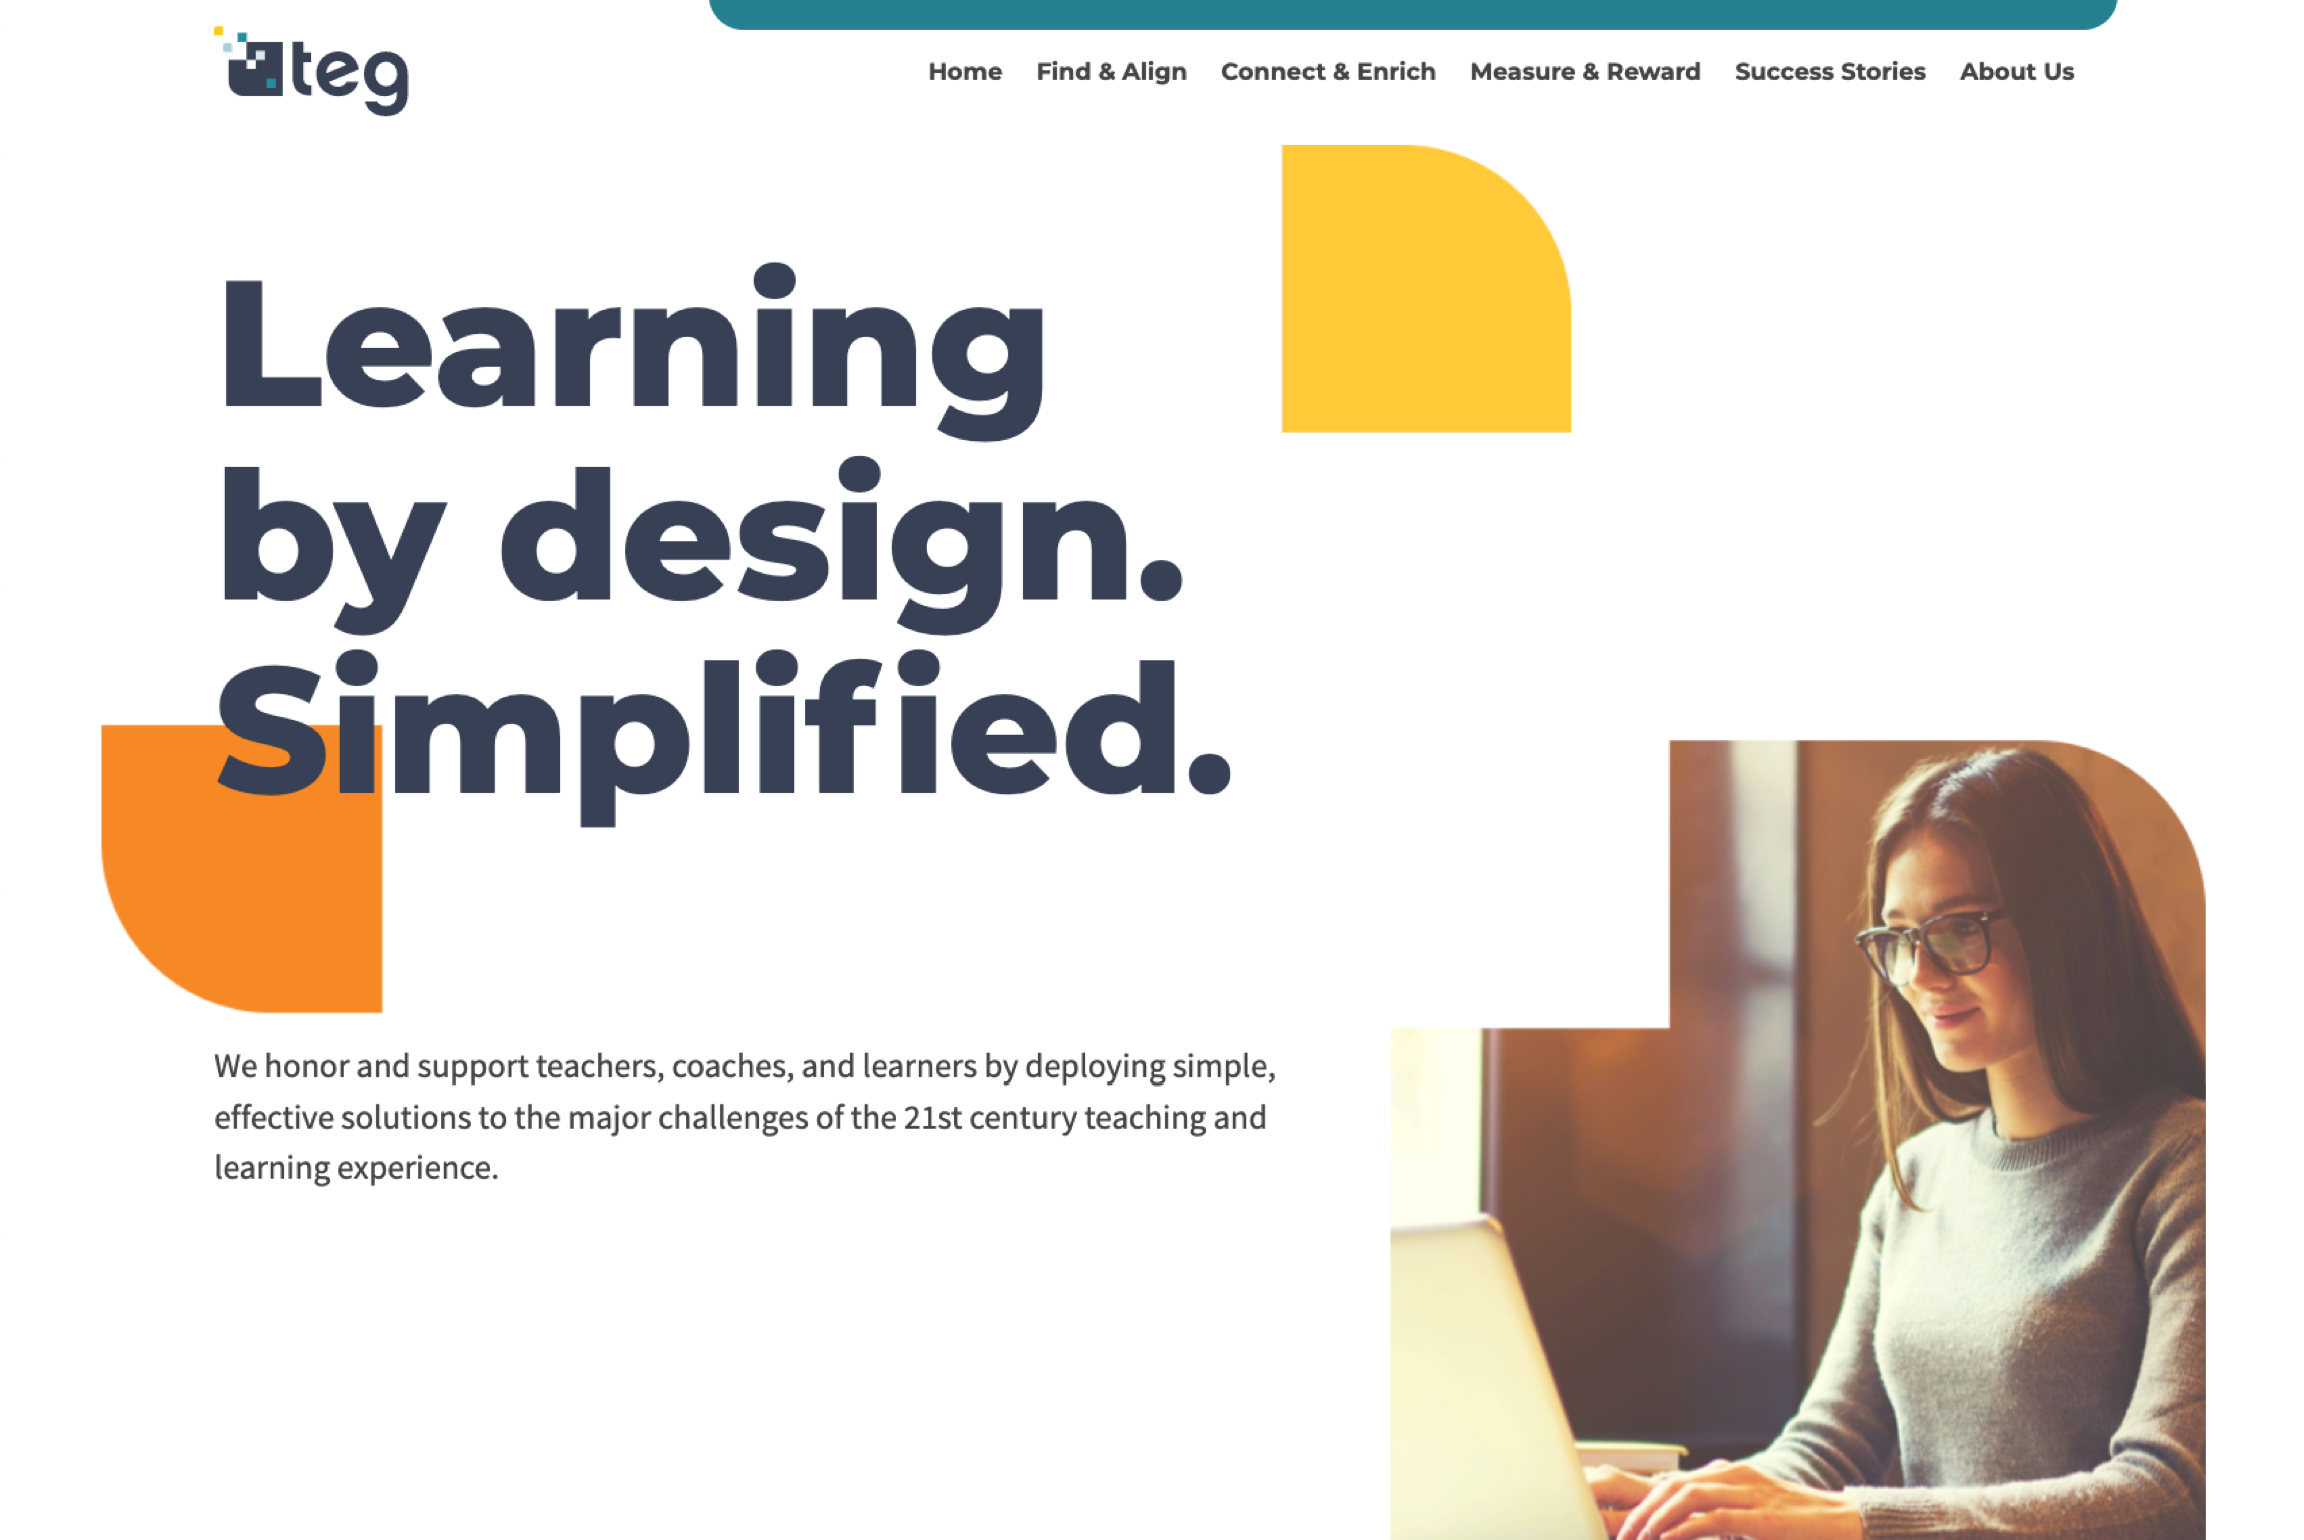 teg
Home Find & Align Connect & Enrich Measure & Reward Success Stories About Us
Learning
by design.
Simplified.
We honor and support teachers, coaches, and learners by deploying simple,
effective solutions to the major challenges of the 21st century teaching and
learning experience.